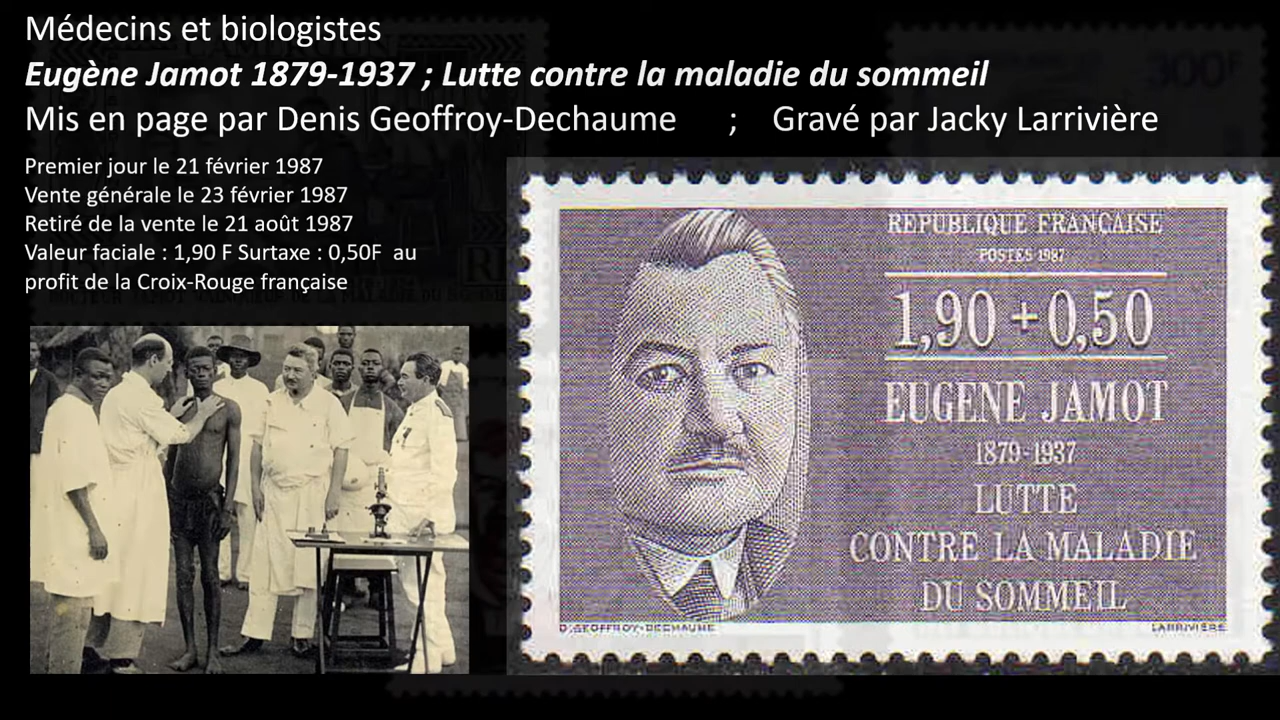 Médecins et biologistes
Eugène Jamot 1879-1937 ; Lutte contre la maladie du sommeil
Mis en page par Denis Geoffroy-Dechaume ; Gravé par Jacky Larrivière
Premier jour le 21 février 1987
Vente générale le 23 février 1987
Retiré de la vente le 21 août 1987
Valeur faciale : 1,90 F Surtaxe : 0,50F au
profit de la Croix-Rouge française
REPUBLIQUE FRANÇAISE
POSTES 1987
1,90 + 0,50
EUGENE JAMOT
1879-1937
LUTTE
CONTRE LA MALADIE
DU SOMMEIL
D. GEOFFROY-DECHAUME
LARRIVIÈRE
300F